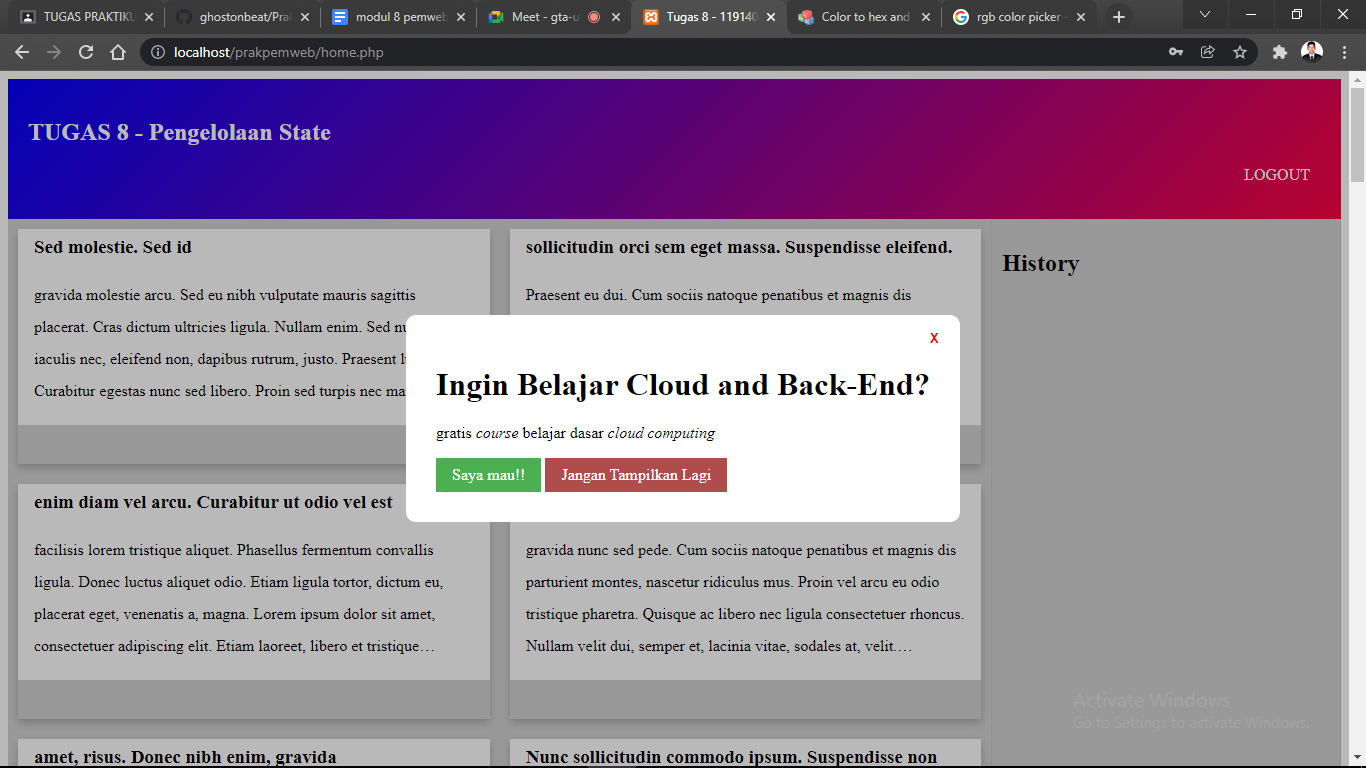 TUGAS PRAKTIKU
ghostonbeat/Pra
modul 8 pemweb
Meet - gta-u
Tugas 8 - 119140
Color to hex and
rgb color picker -
localhost/prakpemweb/home.php
TUGAS 8 - Pengelolaan State
LOGOUT
Sed molestie. Sed id
gravida molestie arcu. Sed eu nibh vulputate mauris sagittis
placerat. Cras dictum ultricies ligula. Nullam enim. Sed nu
iaculis nec, eleifend non, dapibus rutrum, justo. Praesent l
Curabitur egestas nunc sed libero. Proin sed turpis nec ma
sollicitudin orci sem eget massa. Suspendisse eleifend.
Praesent eu dui. Cum sociis natoque penatibus et magnis dis
History
X
Ingin Belajar Cloud and Back-End?
gratis course belajar dasar cloud computing
Saya mau!!
Jangan Tampilkan Lagi
enim diam vel arcu. Curabitur ut odio vel est
facilisis lorem tristique aliquet. Phasellus fermentum convallis
ligula. Donec luctus aliquet odio. Etiam ligula tortor, dictum eu,
placerat eget, venenatis a, magna. Lorem ipsum dolor sit amet,
consectetuer adipiscing elit. Etiam laoreet, libero et tristique…
gravida nunc sed pede. Cum sociis natoque penatibus et magnis dis
parturient montes, nascetur ridiculus mus. Proin vel arcu eu odio
tristique pharetra. Quisque ac libero nec ligula consectetuer rhoncus.
Nullam velit dui, semper et, lacinia vitae, sodales at, velit.…
amet, risus. Donec nibh enim, gravida
Nunc sollicitudin commodo ipsum. Suspendisse non
Activate Windows
Go to Settings to activate Windows.